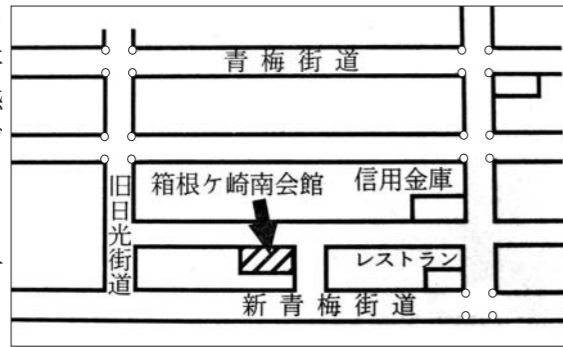 青梅街道
箱根ケ崎南会館
信用金庫
旧日光街道
レストラン
新青梅街道